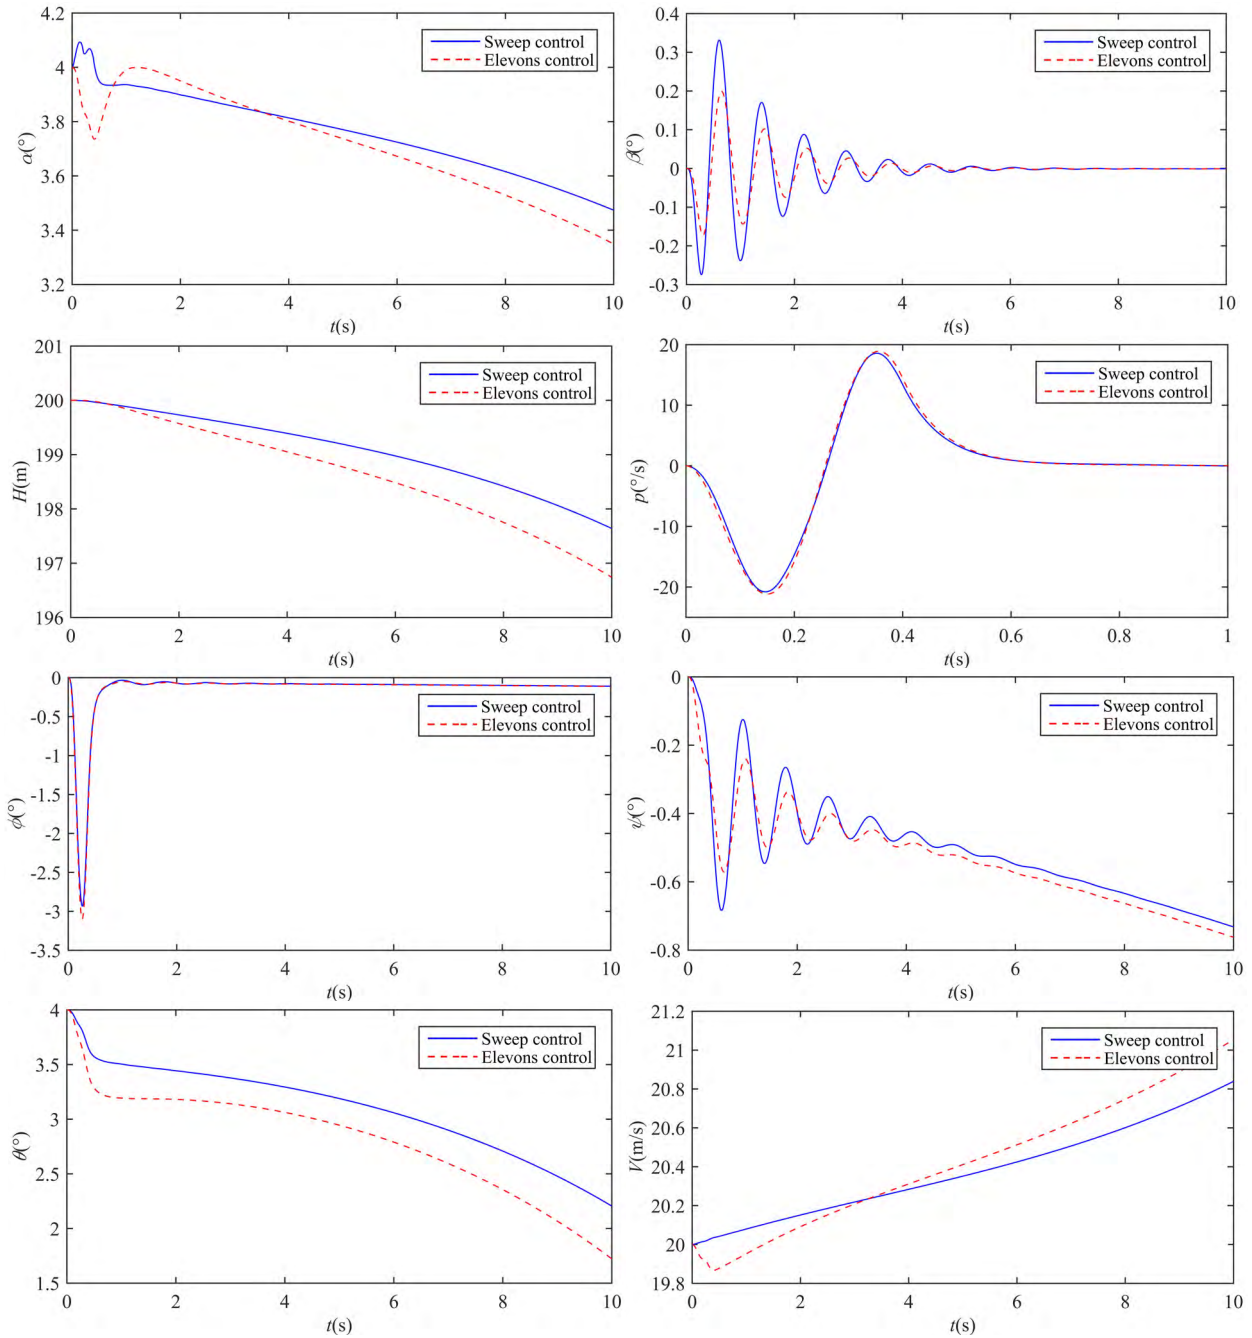 4.2
4
3.8
3.6
3.4
3.2
α(°)
0 2 4 6 8 10
t(s)
Sweep control
Elevons control
0.4
0.3
0.2
0.1
0
-0.1
-0.2
-0.3
β(°)
0 2 4 6 8 10
t(s)
Sweep control
Elevons control
201
200
199
198
197
196
H(m)
0 2 4 6 8 10
t(s)
Sweep control
Elevons control
20
10
0
-10
-20
p(°/s)
0 0.2 0.4 0.6 0.8 1
t(s)
Sweep control
Elevons control
0
-0.5
-1
-1.5
-2
-2.5
-3
-3.5
ϕ(°)
0 2 4 6 8 10
t(s)
Sweep control
Elevons control
0
-0.2
-0.4
-0.6
-0.8
ψ(°)
0 2 4 6 8 10
t(s)
Sweep control
Elevons control
4
3.5
3
2.5
2
1.5
θ(°)
0 2 4 6 8 10
t(s)
Sweep control
Elevons control
21.2
21
20.8
20.6
20.4
20.2
20
19.8
V(m/s)
0 2 4 6 8 10
t(s)
Sweep control
Elevons control